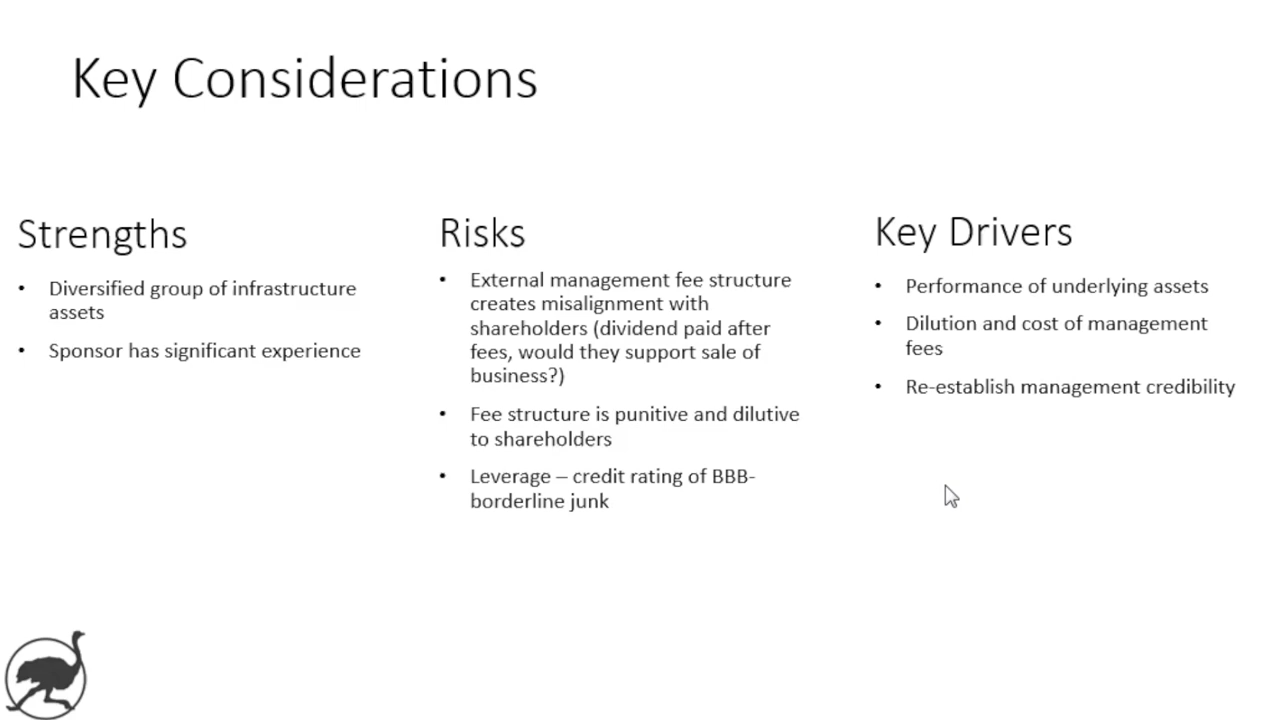 Key Considerations
Strengths
• Diversified group of infrastructure
assets
• Sponsor has significant experience
Risks
• External management fee structure
creates misalignment with
shareholders (dividend paid after
fees, would they support sale of
business?)
• Fee structure is punitive and dilutive
to shareholders
• Leverage – credit rating of BBB-
borderline junk
Key Drivers
• Performance of underlying assets
• Dilution and cost of management
fees
• Re-establish management credibility